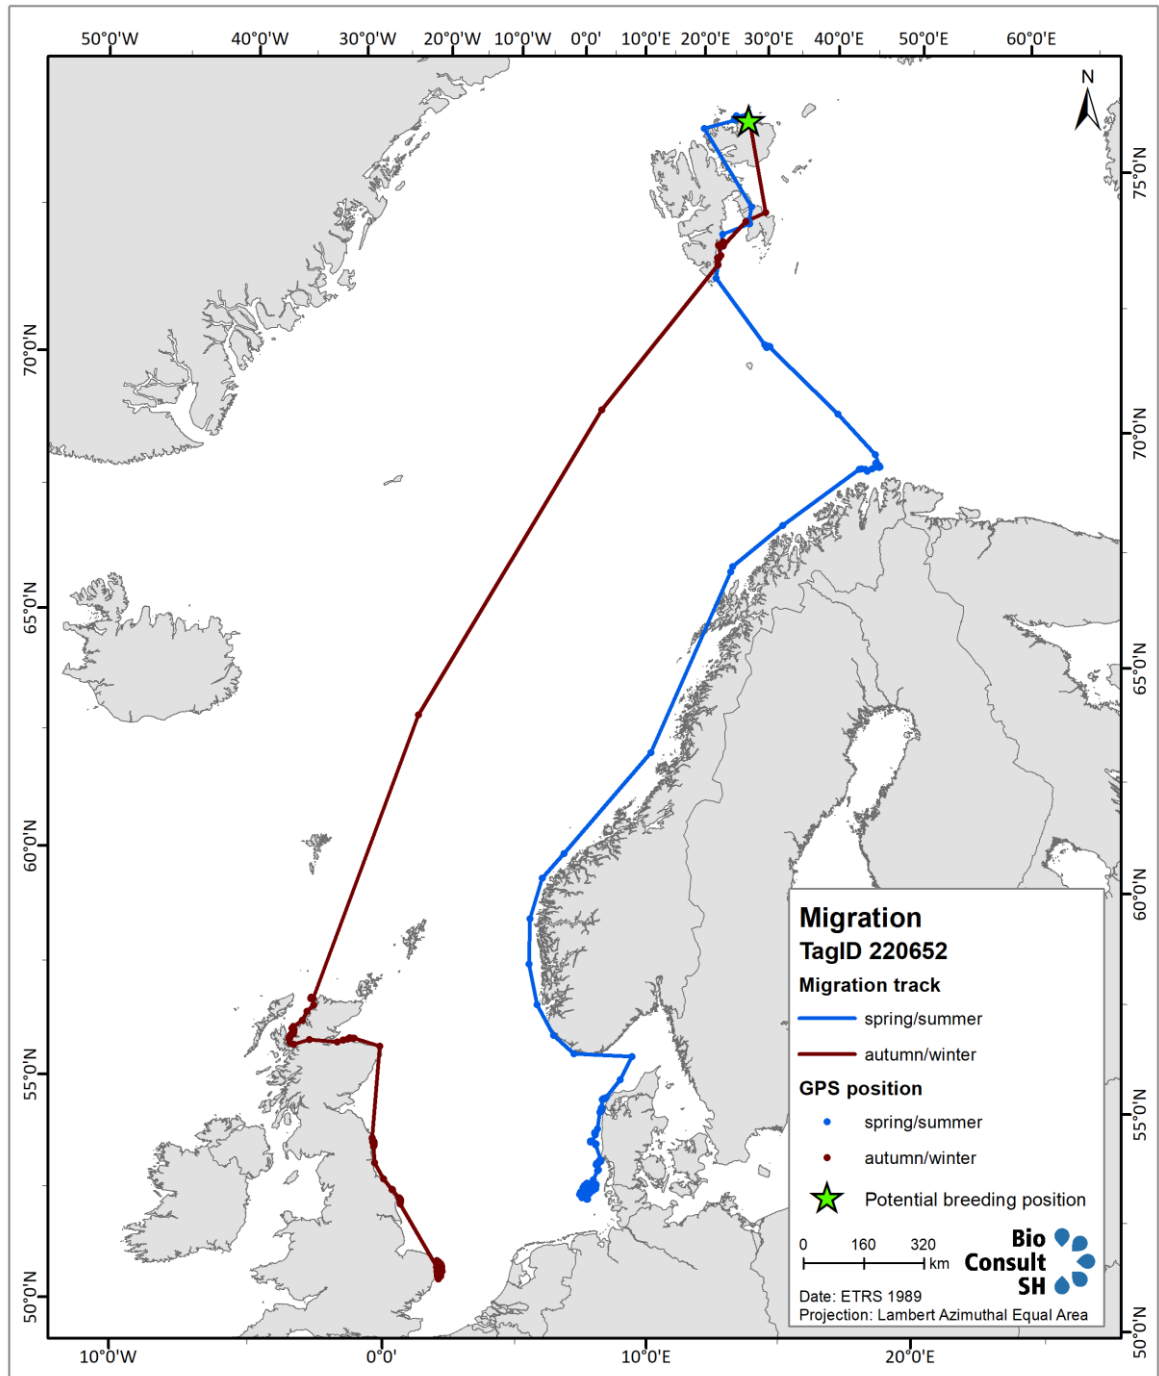 50°0'W 40°0'W 30°0'W 20°0'W 10°0'W 0°0' 10°0'E 20°0'E 30°0'E 40°0'E 50°0'E 60°0'E
N
75°0'N
70°0'N
70°0'N
65°0'N
65°0'N
60°0'N
60°0'N
55°0'N
55°0'N
50°0'N
50°0'N
Migration
TagID 220652
Migration track
spring/summer
autumn/winter
GPS position
spring/summer
autumn/winter
Potential breeding position
0 160 320
km
Bio
Consult
SH
Date: ETRS 1989
Projection: Lambert Azimuthal Equal Area
10°0'W 0°0' 10°0'E 20°0'E